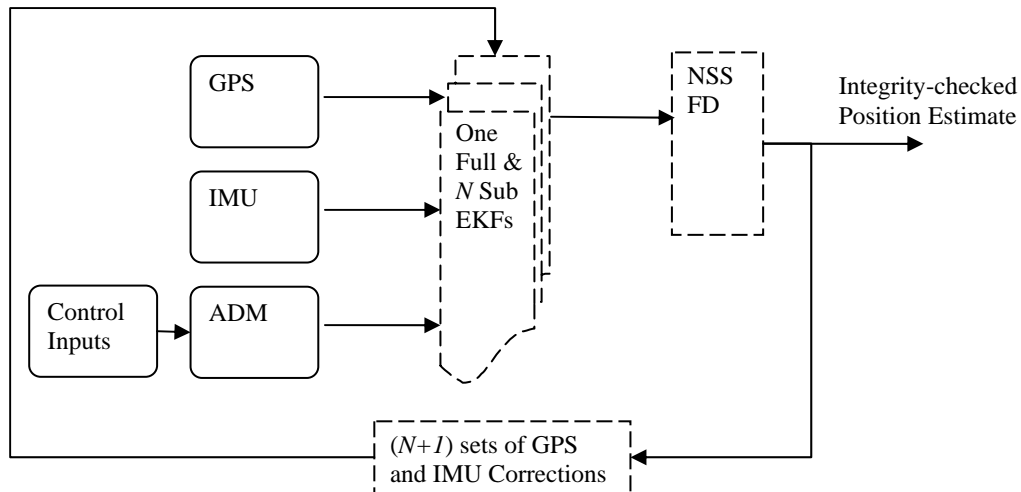 GPS
IMU
Control
Inputs
ADM
One
Full &
N Sub
EKFs
NSS
FD
Integrity-checked
Position Estimate
(N+1) sets of GPS
and IMU Corrections